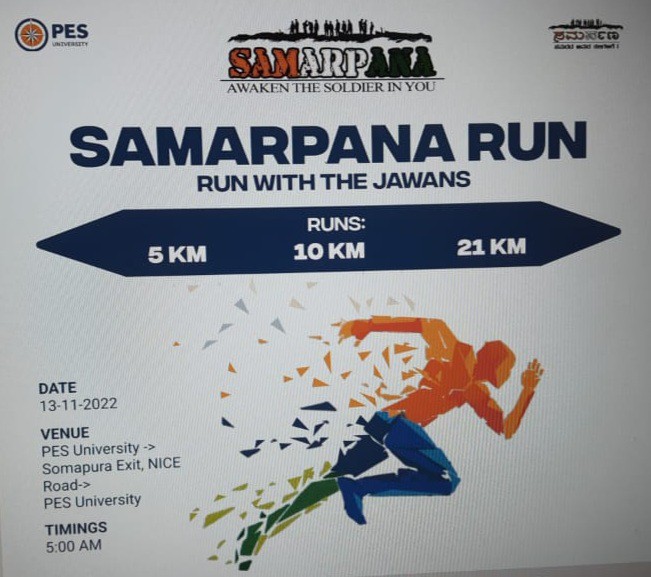 PES
UNIVERSITY
SAMARPANA
AWAKEN THE SOLDIER IN YOU
ಸಮರ್ಪಣ
SAMARPANA RUN
RUN WITH THE JAWANS
RUNS:
5 KM 10 KM 21 KM
DATE
13-11-2022
VENUE
PES University ->
Somapura Exit, NICE
Road->
PES University
TIMINGS
5:00 AM